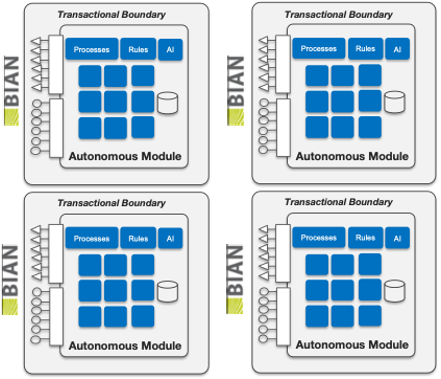 Transactional Boundary
BIAN
Processes Rules AI
Autonomous Module
Transactional Boundary
BIAN
Processes Rules AI
Autonomous Module
Transactional Boundary
BIAN
Processes Rules AI
Autonomous Module
Transactional Boundary
BIAN
Processes Rules AI
Autonomous Module